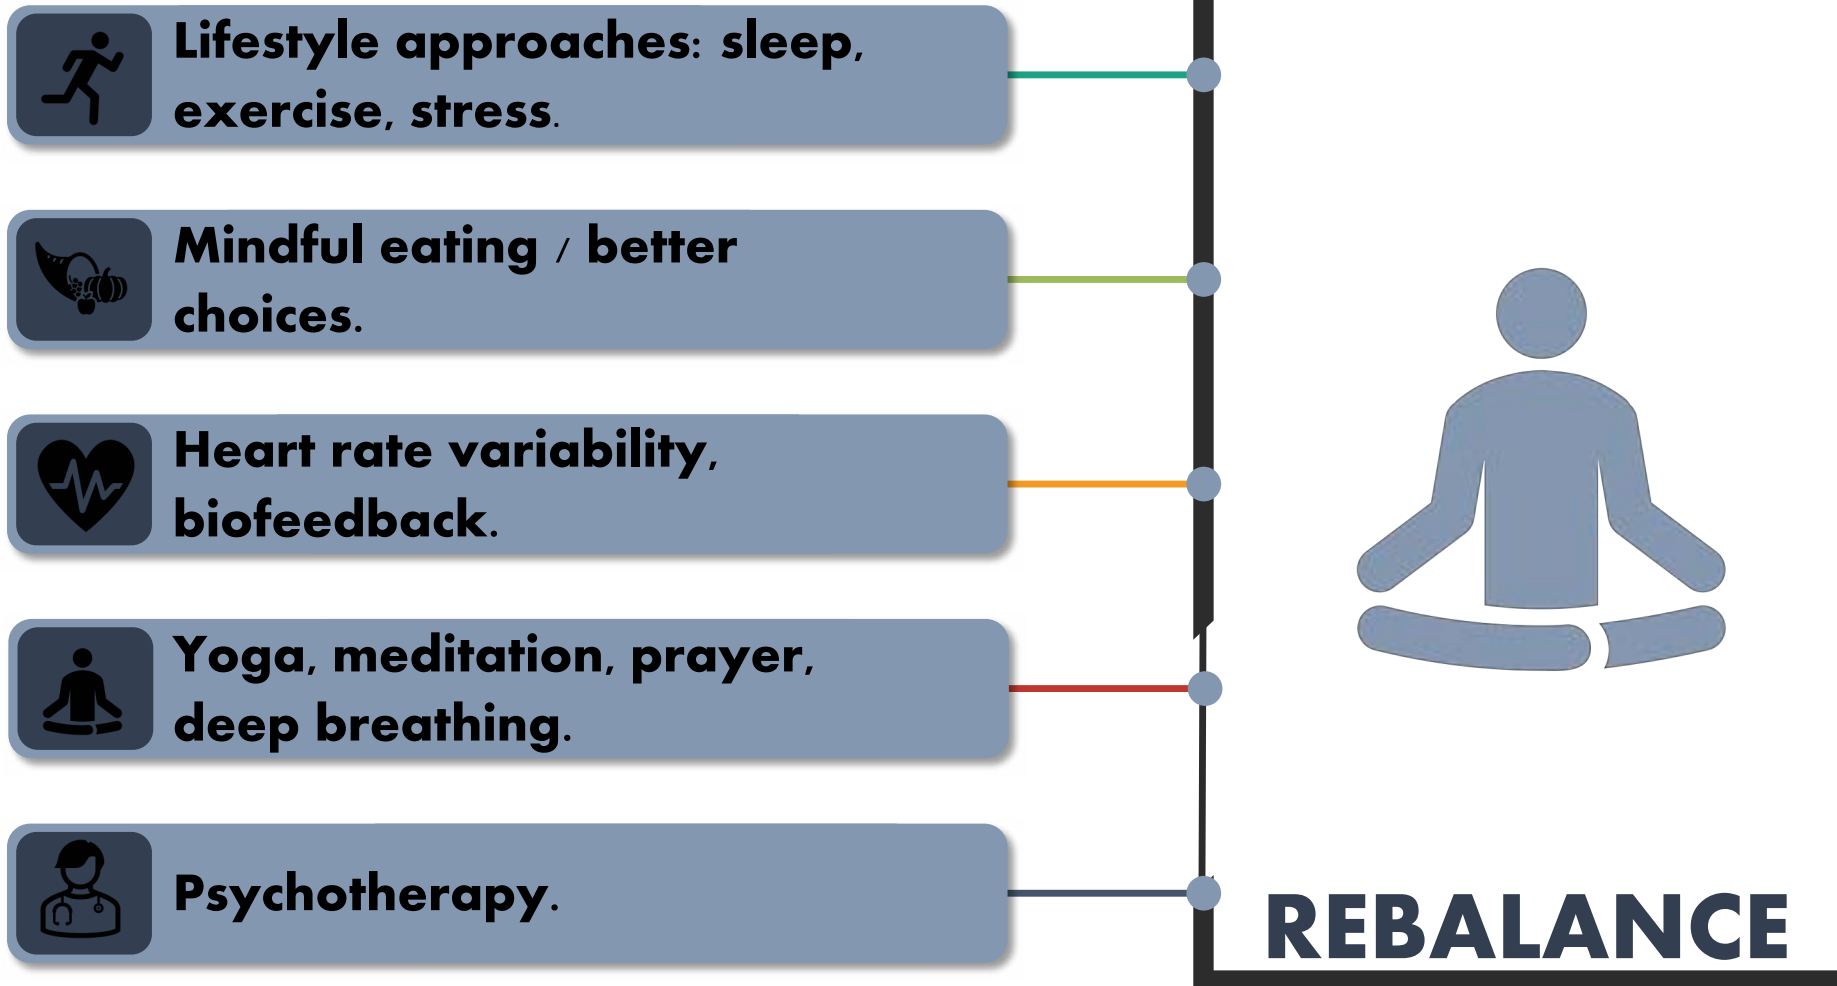 Lifestyle approaches: sleep,
exercise, stress.
Mindful eating / better
choices.
Heart rate variability,
biofeedback.
Yoga, meditation, prayer,
deep breathing.
Psychotherapy.
REBALANCE